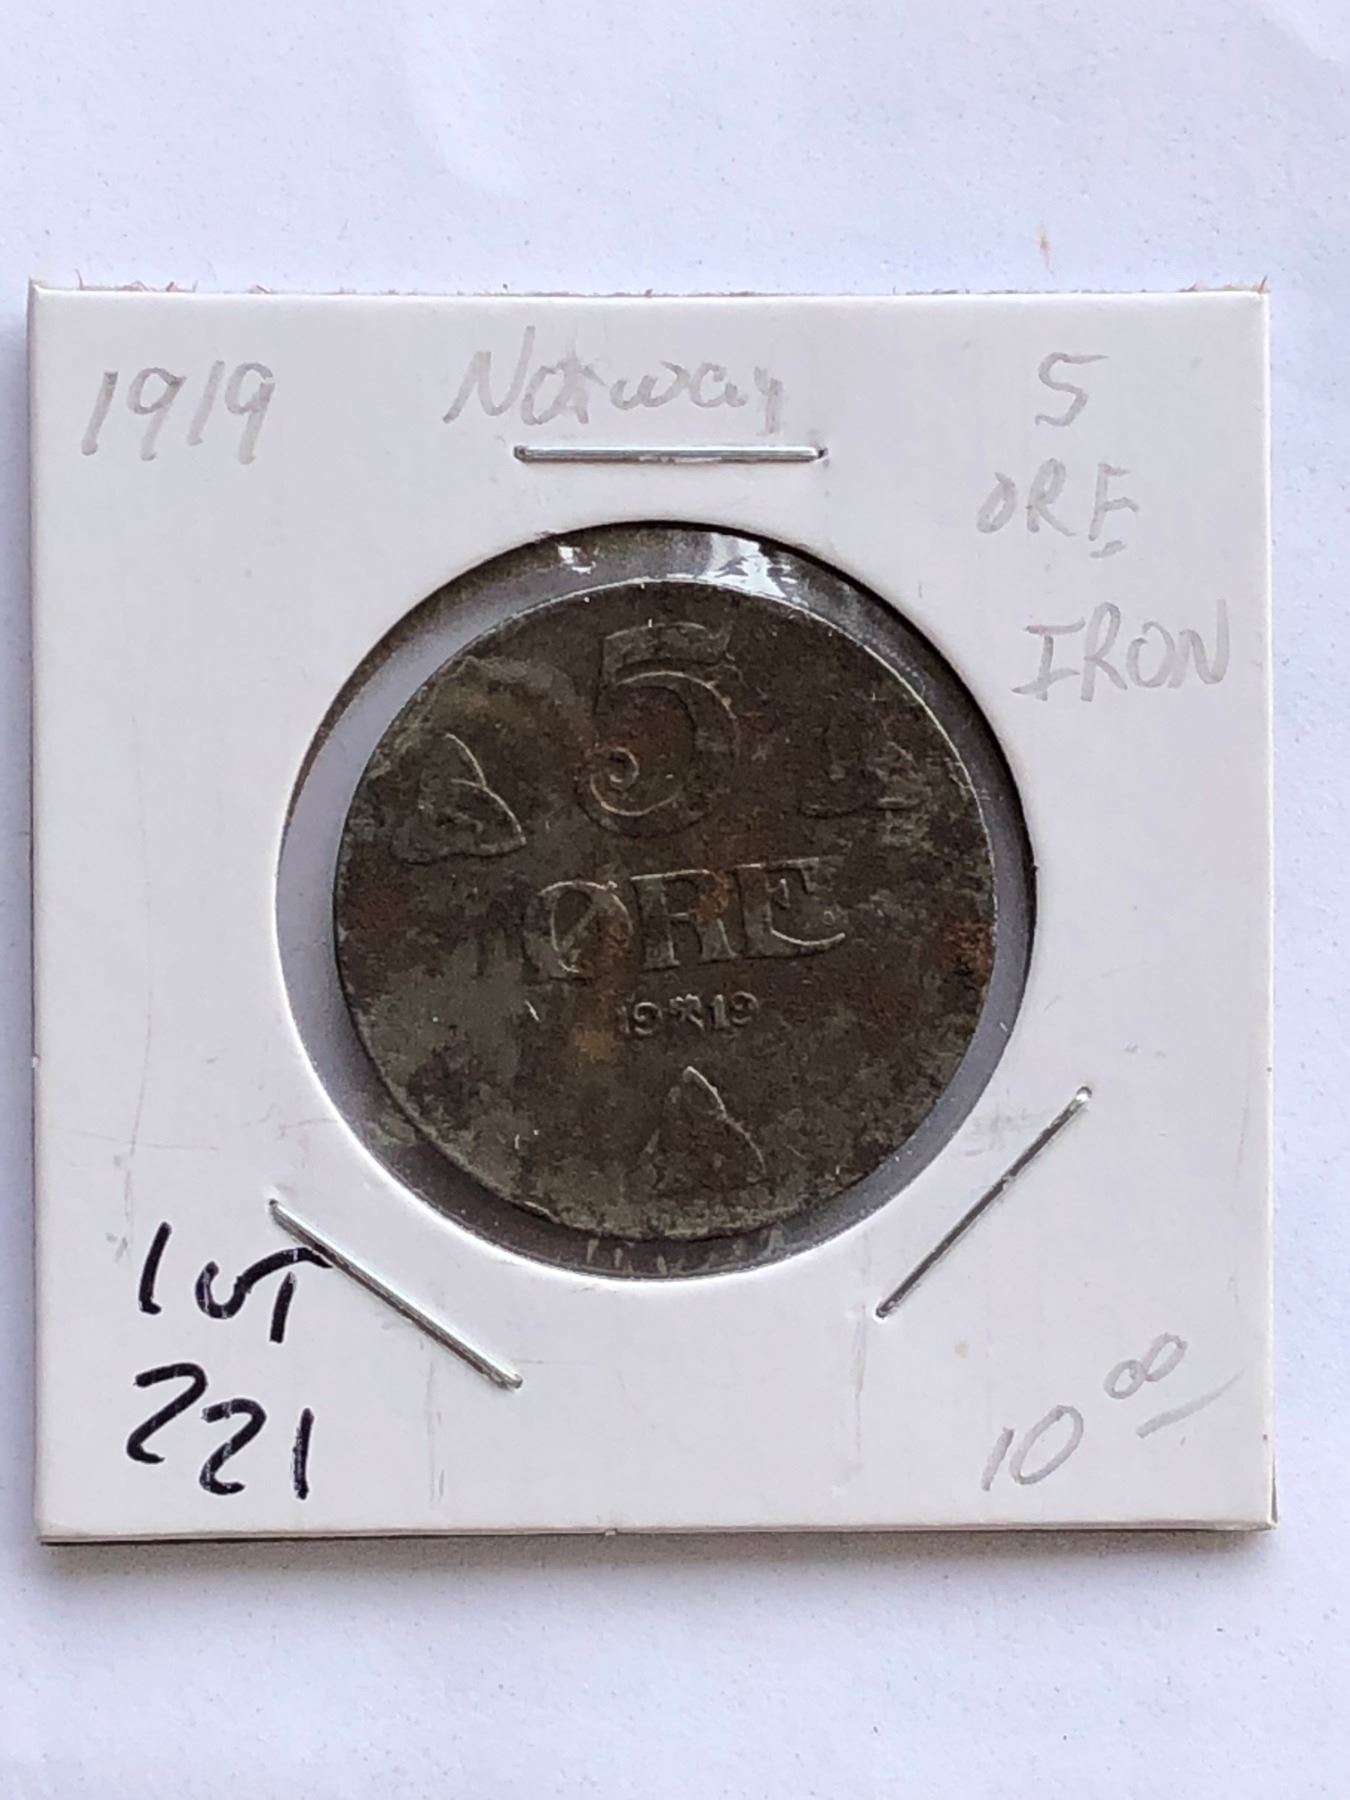 1919 Norway 5
ORE
IRON
5
ØRE
19 19
LOT
221
10 00